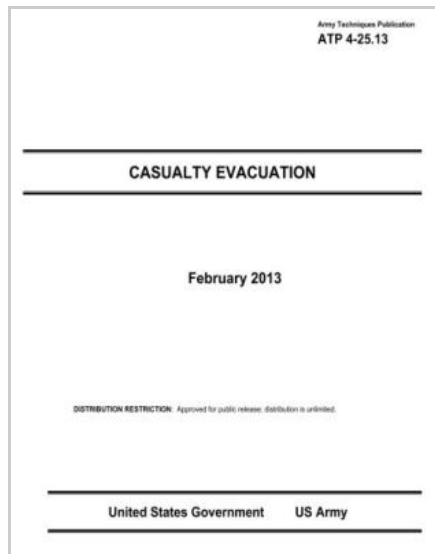 Army Techniques Publication
ATP 4-25.13
CASUALTY EVACUATION
February 2013
DISTRIBUTION RESTRICTION: Approved for public release; distribution is unlimited.
United States Government US Army